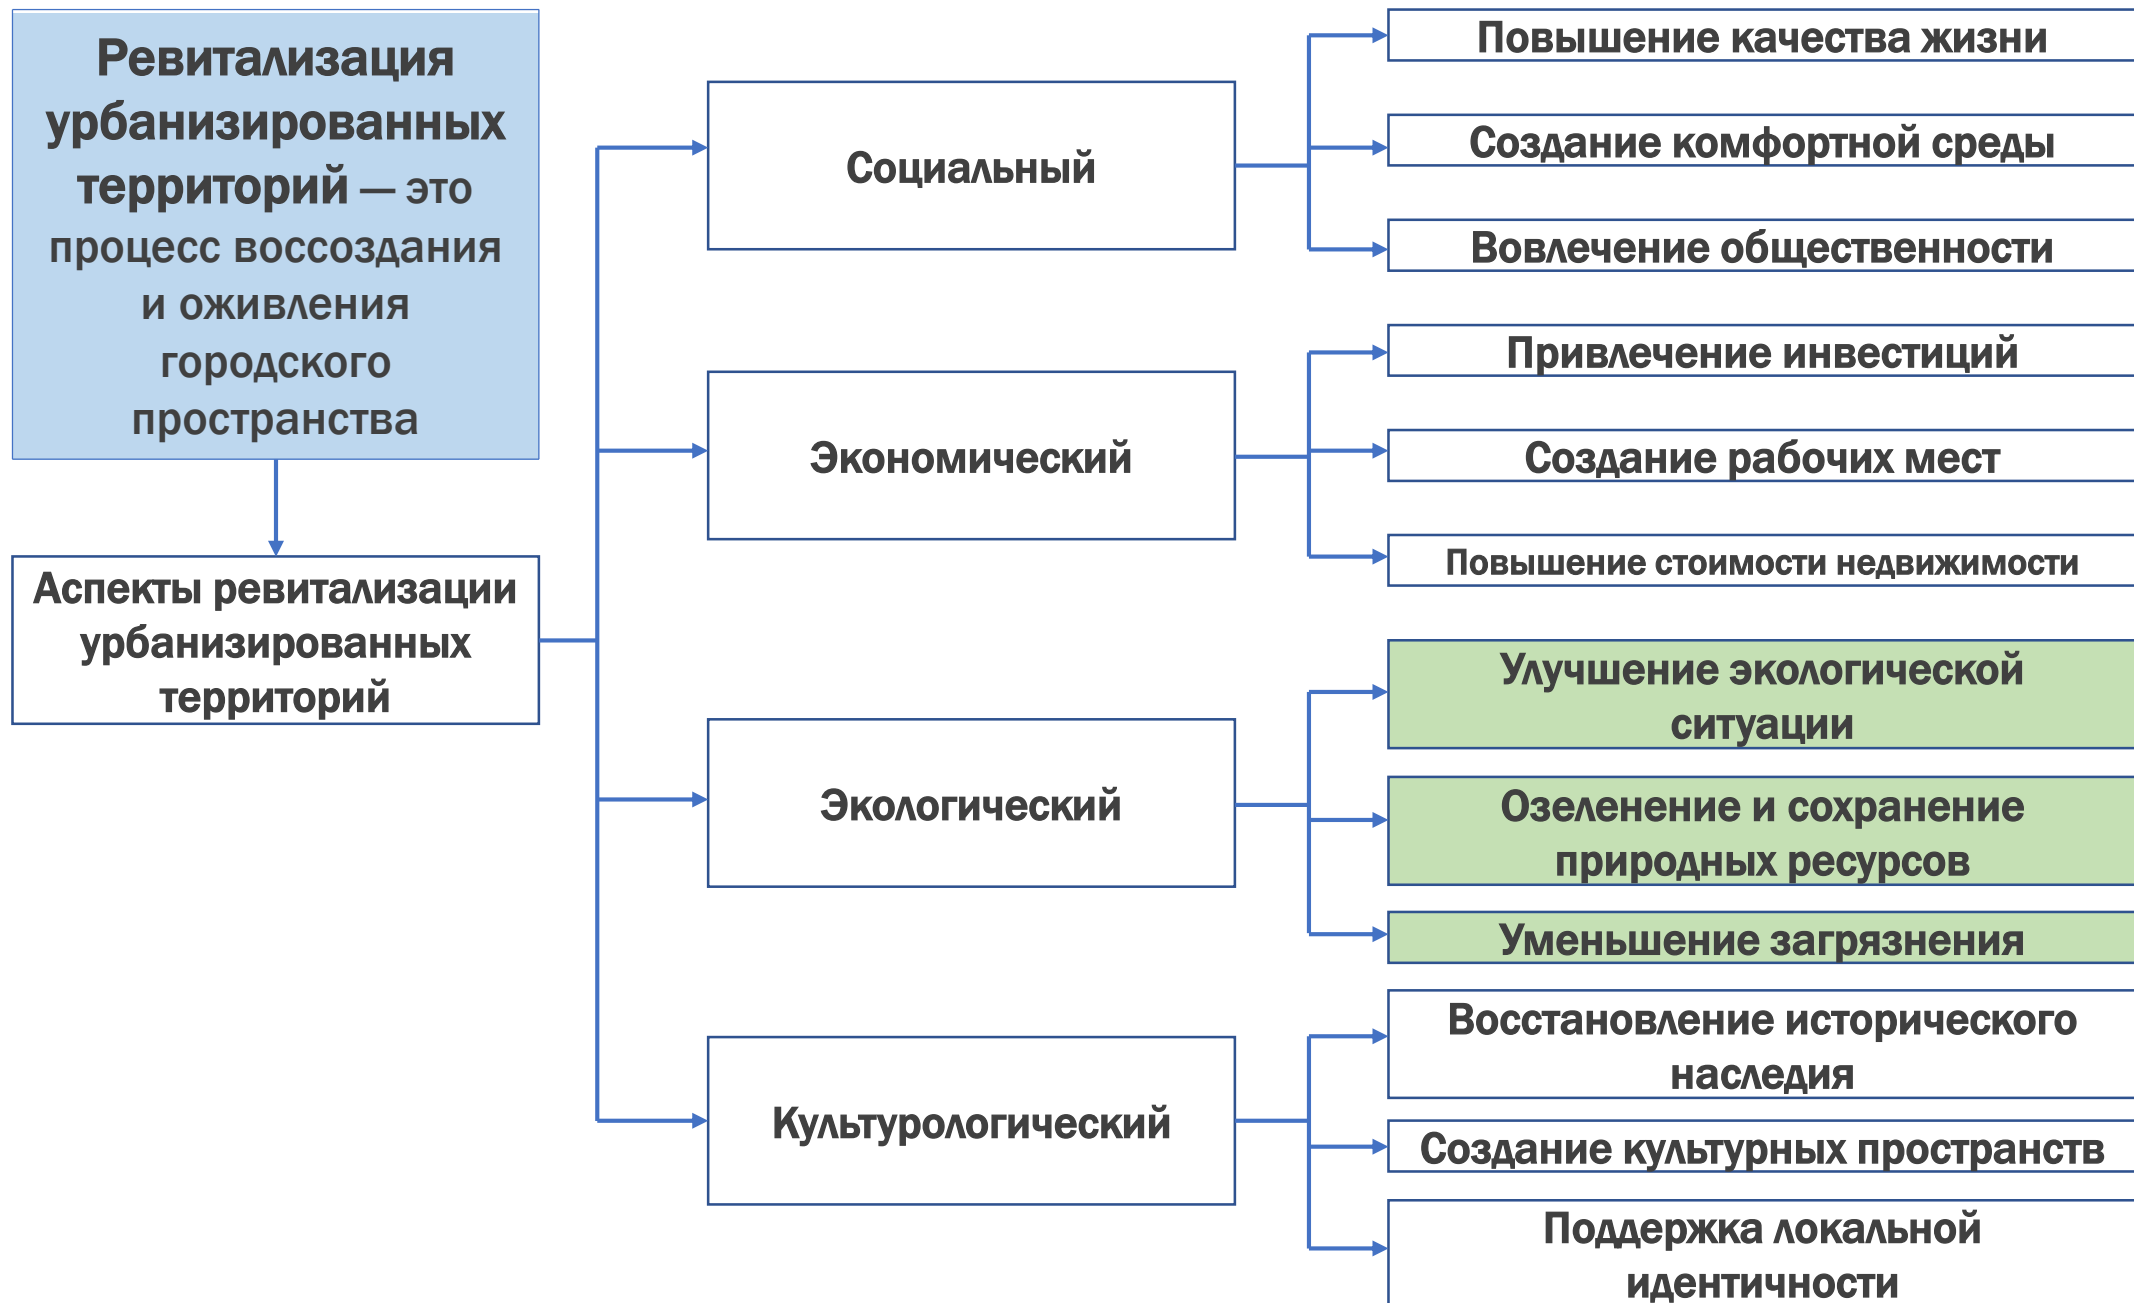 Ревитализация
урбанизированных
территорий — это
процесс воссоздания
и оживления
городского
пространства
Аспекты ревитализации
урбанизированных
территорий
Социальный
Повышение качества жизни
Создание комфортной среды
Вовлечение общественности
Экономический
Привлечение инвестиций
Создание рабочих мест
Повышение стоимости недвижимости
Экологический
Улучшение экологической
ситуации
Озеленение и сохранение
природных ресурсов
Уменьшение загрязнения
Культурологический
Восстановление исторического
наследия
Создание культурных пространств
Поддержка локальной
идентичности